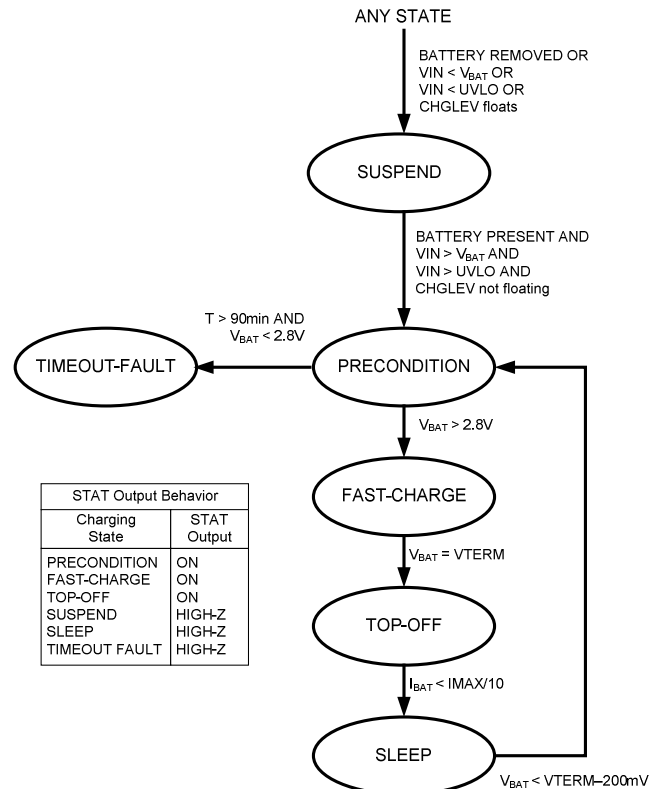 ANY STATE
BATTERY REMOVED OR
VIN < VBAT OR
VIN < UVLO OR
CHGLEV floats
SUSPEND
BATTERY PRESENT AND
VIN > VBAT AND
VIN > UVLO AND
CHGLEV not floating
T > 90min AND
VBAT < 2.8V
TIMEOUT-FAULT
PRECONDITION
VBAT > 2.8V
FAST-CHARGE
VBAT = VTERM
TOP-OFF
IBAT < IMAX/10
SLEEP
VBAT < VTERM–200mV
STAT Output Behavior
Charging State STAT Output
PRECONDITION ON
FAST-CHARGE ON
TOP-OFF ON
SUSPEND HIGH-Z
SLEEP HIGH-Z
TIMEOUT FAULT HIGH-Z